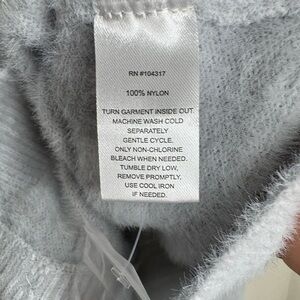 RN #104317
100% NYLON
TURN GARMENT INSIDE OUT
MACHINE WASH COLD
SEPARATELY
GENTLE CYCLE.
ONLY NON-CHLORINE
BLEACH WHEN NEEDED.
TUMBLE DRY LOW,
REMOVE PROMPTLY.
USE COOL IRON
IF NEEDED.